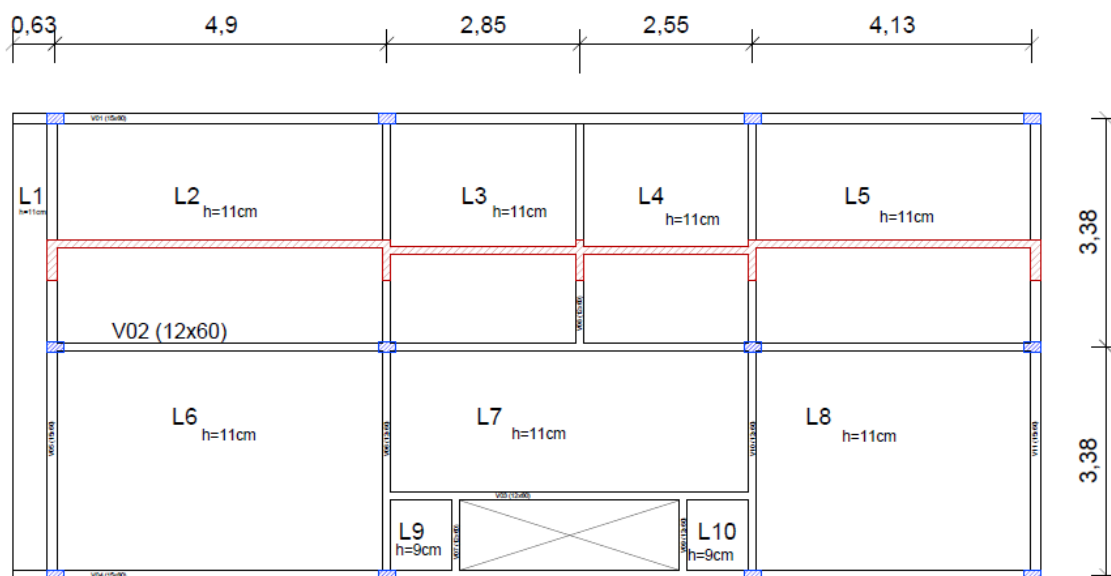 0,63
4,9
2,85
2,55
4,13
V01 (15x60)
L1
h=11cm
L2
h=11cm
L3
h=11cm
L4
h=11cm
L5
h=11cm
3,38
V02 (12x60)
L6
h=11cm
L7
h=11cm
L8
h=11cm
3,38
V03 (12x60)
L9
h=9cm
L10
h=9cm
V04 (15x60)